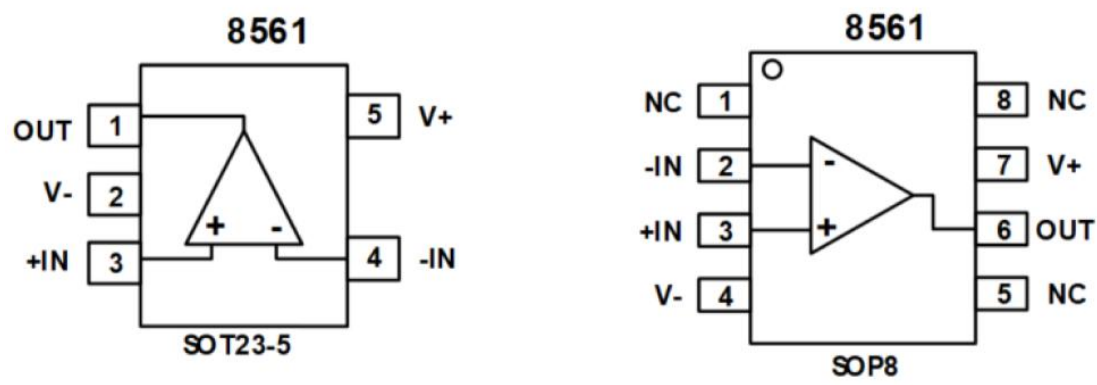 8561
OUT 1
5 V+
V- 2
+ -
+IN 3
4 -IN
SOT23-5
8561
NC 1
8 NC
-IN 2
-
7 V+
+IN 3
+
6 OUT
V- 4
5 NC
SOP8